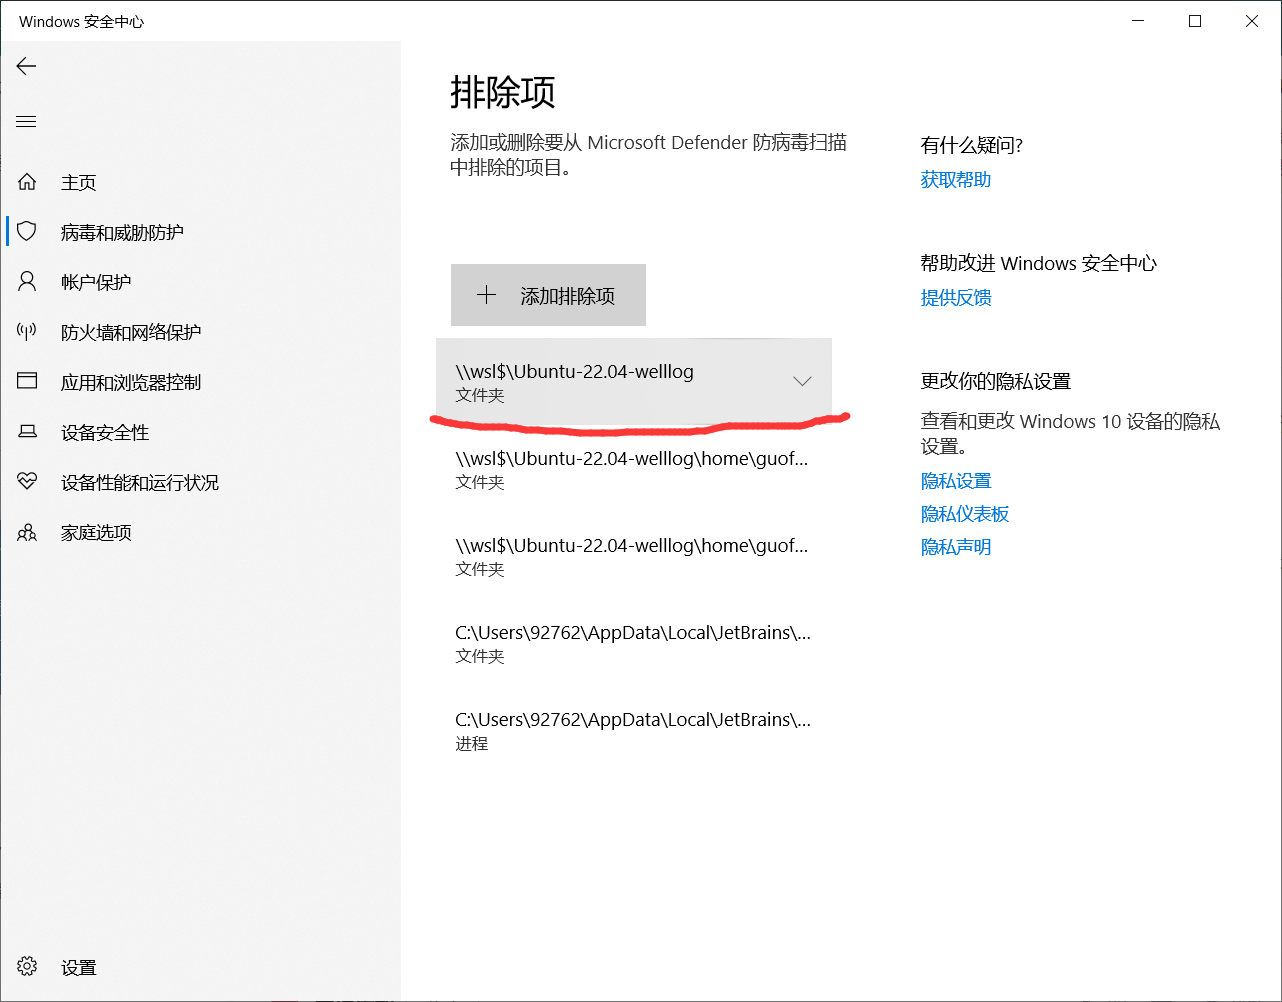 Windows 安全中心
主页
病毒和威胁防护
帐户保护
防火墙和网络保护
应用和浏览器控制
设备安全性
设备性能和运行状况
家庭选项
设置
排除项
添加或删除要从 Microsoft Defender 防病毒扫描
中排除的项目。
添加排除项
\\wsl$\Ubuntu-22.04-welllog
文件夹
\\wsl$\Ubuntu-22.04-welllog\home\guof...
文件夹
\\wsl$\Ubuntu-22.04-welllog\home\guof...
文件夹
C:\Users\92762\AppData\Local\JetBrains\...
文件夹
C:\Users\92762\AppData\Local\JetBrains\...
进程
有什么疑问?
获取帮助
帮助改进 Windows 安全中心
提供反馈
更改你的隐私设置
查看和更改 Windows 10 设备的隐私
设置。
隐私设置
隐私仪表板
隐私声明